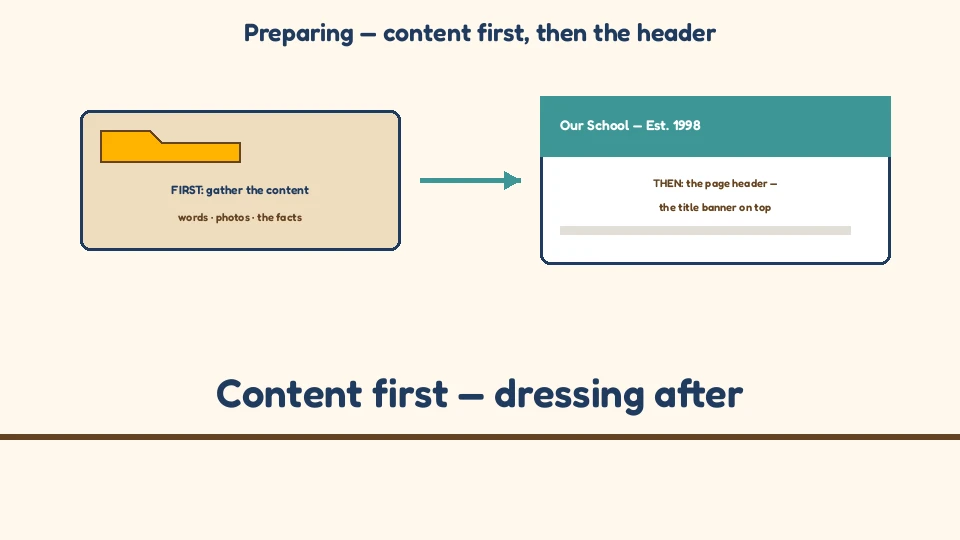 Preparing — content first, then the header
FIRST: gather the content
words · photos · the facts
Our School — Est. 1998
THEN: the page header —
the title banner on top
Content first — dressing after